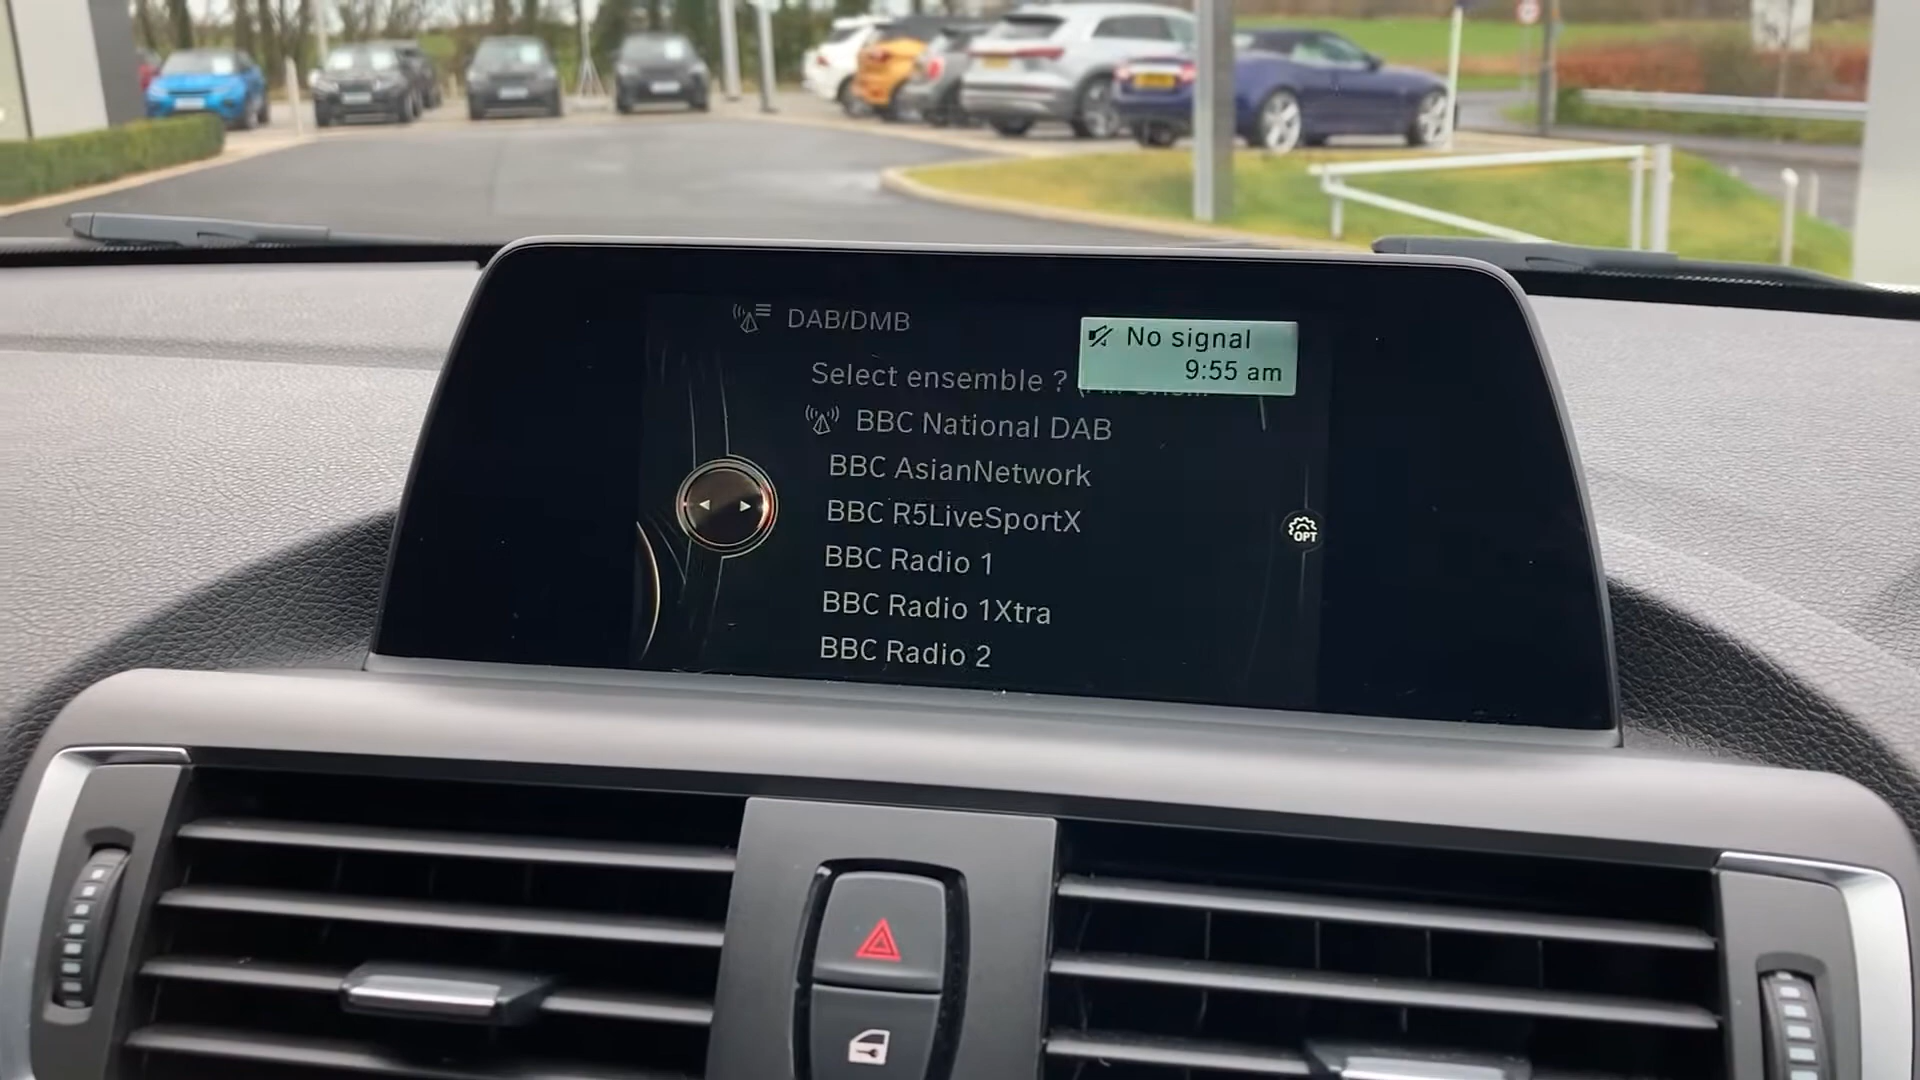 DAB/DMB
No signal
9:55 am
Select ensemble ?
BBC National DAB
BBC AsianNetwork
BBC R5LiveSportX
OPT
BBC Radio 1
BBC Radio 1Xtra
BBC Radio 2